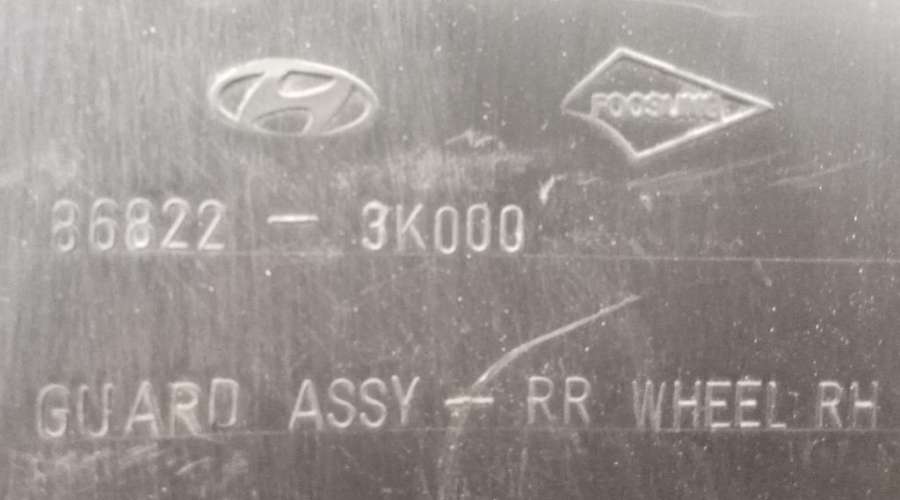 FOOSUNG
86822 - 3K000
GUARD ASSY - RR WHEEL RH